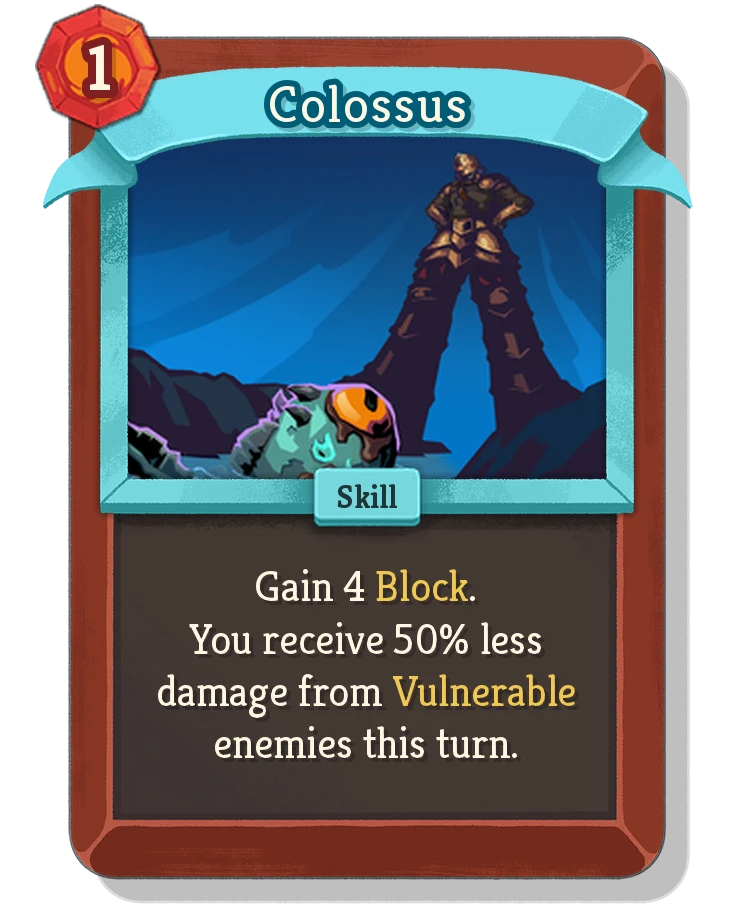 1
Colossus
Skill
Gain 4 Block.
You receive 50% less
damage from Vulnerable
enemies this turn.